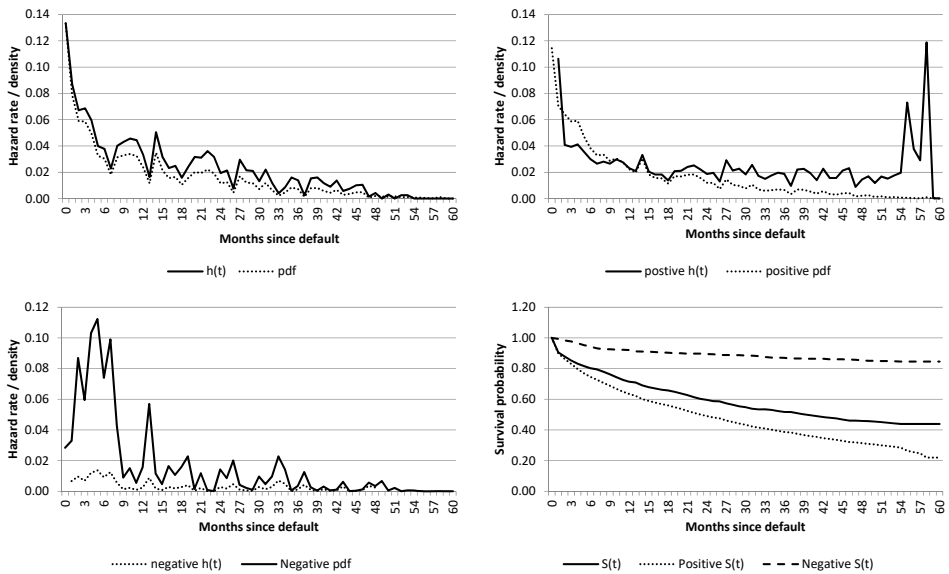 0.14
0.12
0.10
0.08
0.06
0.04
0.02
0.00
Hazard rate / density
0 3 6 9 12 15 18 21 24 27 30 33 36 39 42 45 48 51 54 57 60
Months since default
h(t) pdf
0.14
0.12
0.10
0.08
0.06
0.04
0.02
0.00
Hazard rate / density
0 3 6 9 12 15 18 21 24 27 30 33 36 39 42 45 48 51 54 57 60
Months since default
postive h(t) positive pdf
0.12
0.10
0.08
0.06
0.04
0.02
0.00
Hazard rate / density
0 3 6 9 12 15 18 21 24 27 30 33 36 39 42 45 48 51 54 57 60
Months since default
negative h(t) Negative pdf
1.20
1.00
0.80
0.60
0.40
0.20
0.00
Survival probability
0 3 6 9 12 15 18 21 24 27 30 33 36 39 42 45 48 51 54 57 60
Months since default
S(t) Positive S(t) Negative S(t)